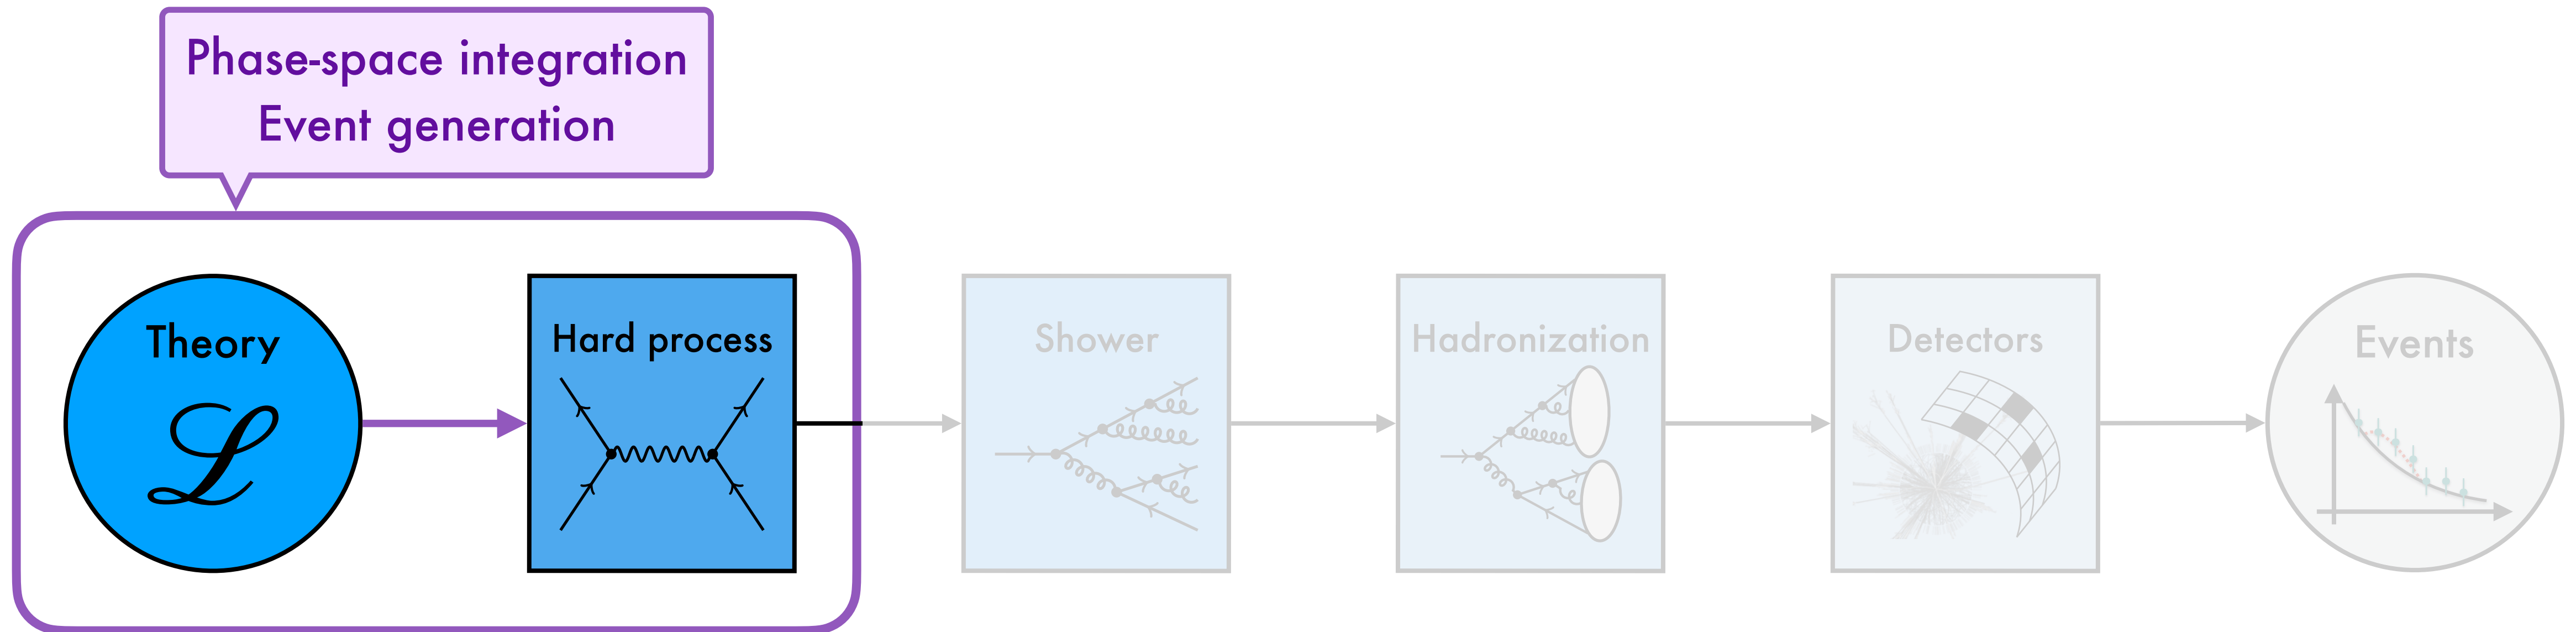 Phase-space integration
Event generation
Theory
ℒ
Hard process
Shower
Hadronization
Detectors
Events